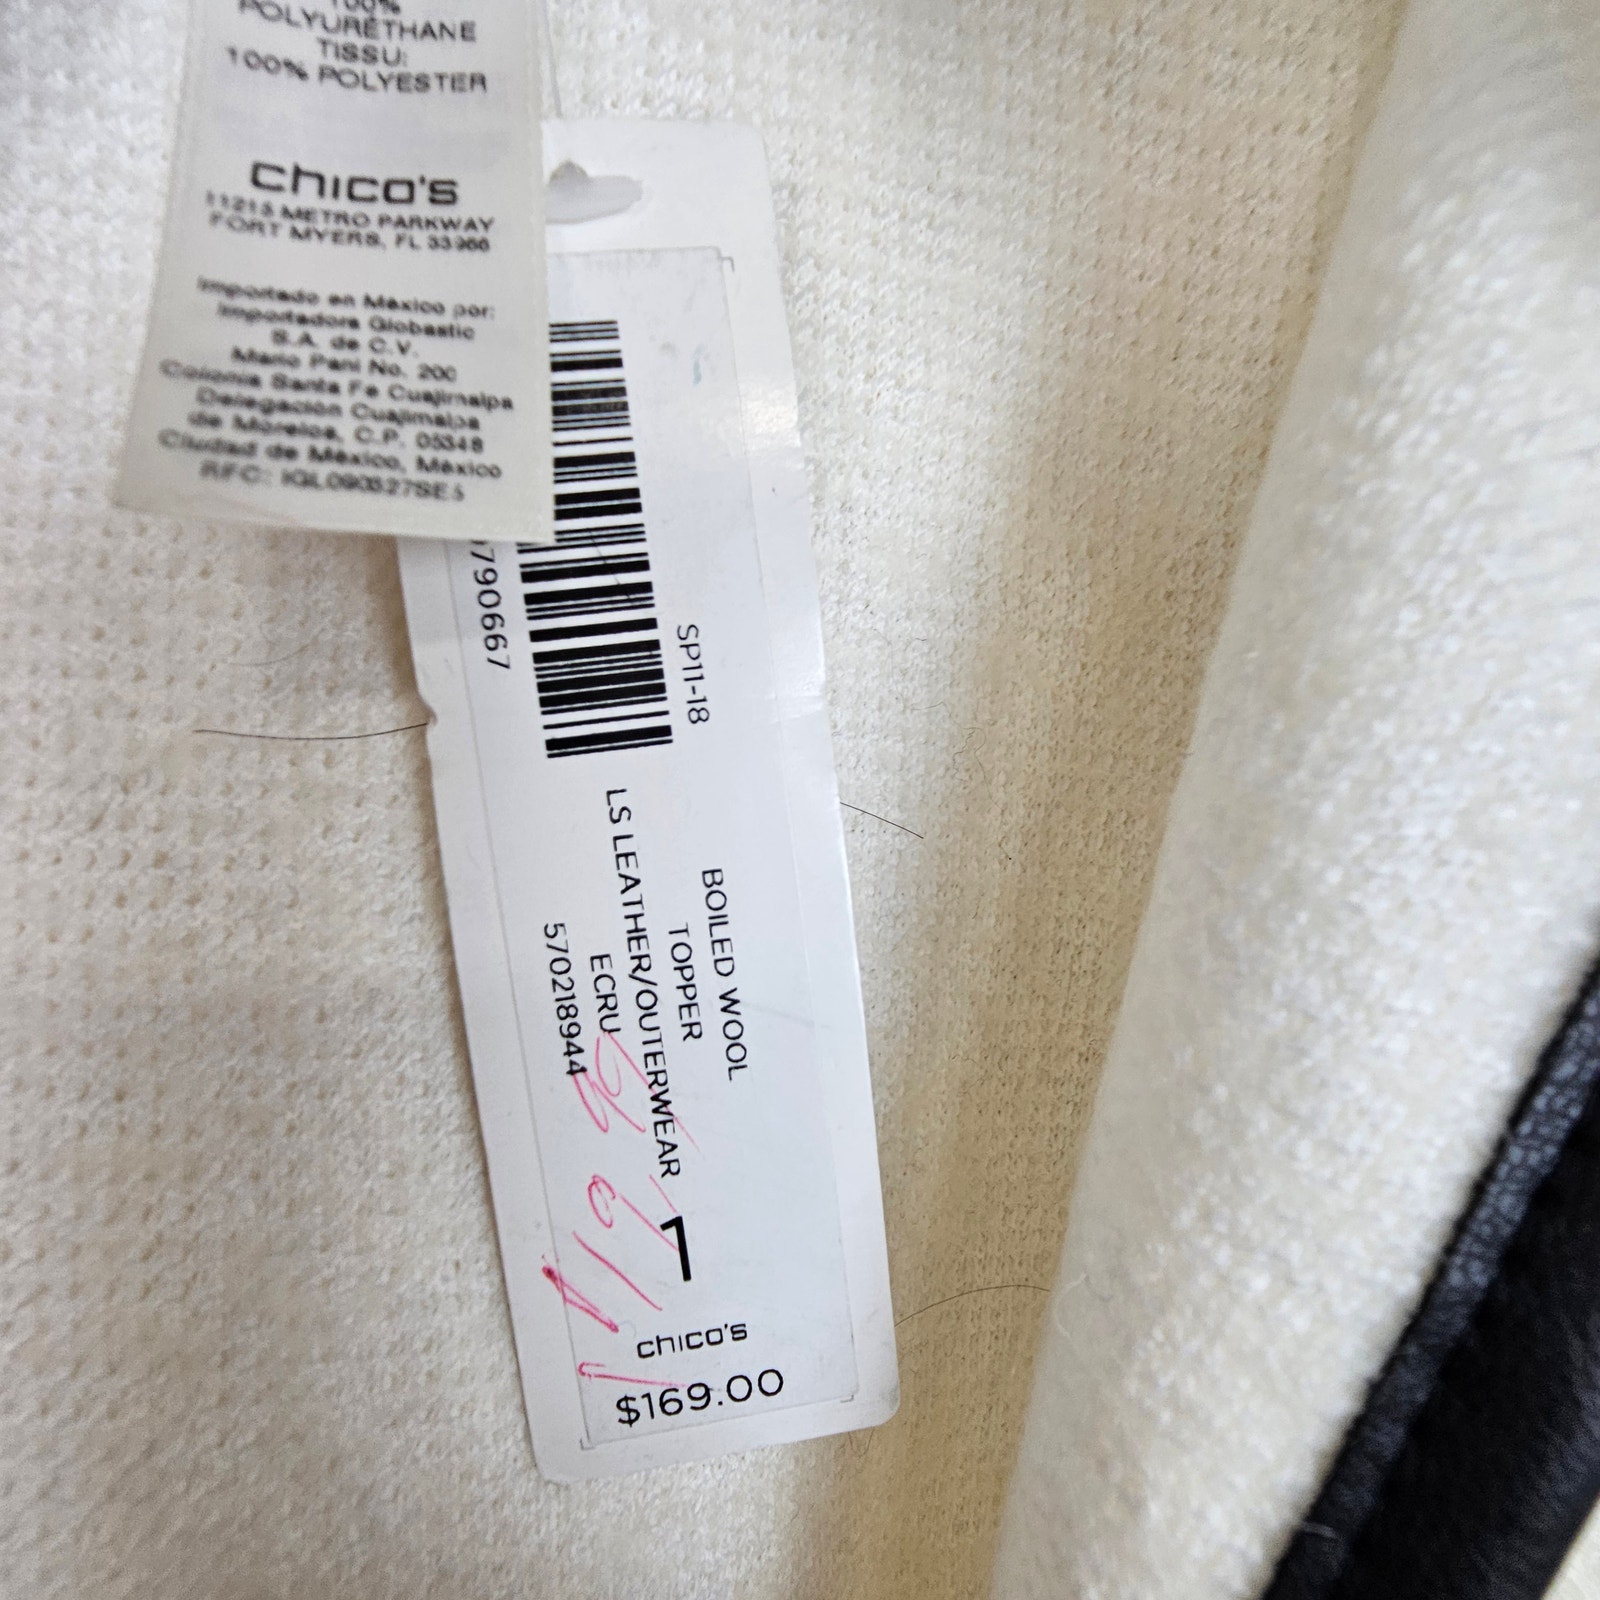 100%
POLYURÉTHANE
TISSU:
100% POLYESTER
chico's
11215 METRO PARKWAY
FORT MYERS, FL 33966
Importado en México por:
Importadora Globastic
S.A. de C.V.
Mario Pani No. 200
Colonia Santa Fe Cuajimalpa
Delegación Cuajimalpa
de Morelos, C.P. 05348
Ciudad de México, México
RFC: IGL090327SE5
790667
SP11-18
BOILED WOOL
TOPPER
LS LEATHER/OUTERWEAR
ECRU
570218944
1
chico's
$169.00